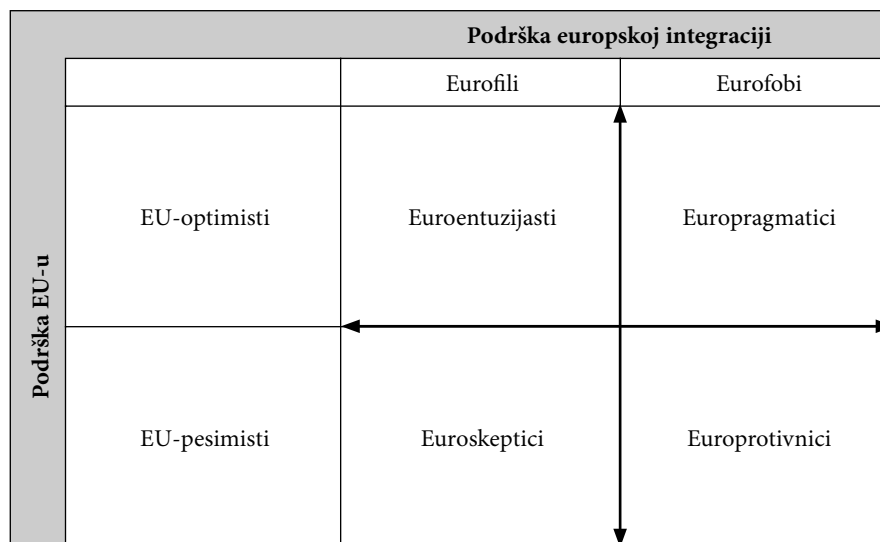 Podrška europskoj integraciji
Eurofili
Eurofobi
Podrška EU-u
EU-optimisti
Euroentuzijasti
Europragmatici
EU-pesimisti
Euroskeptici
Europrotivnici